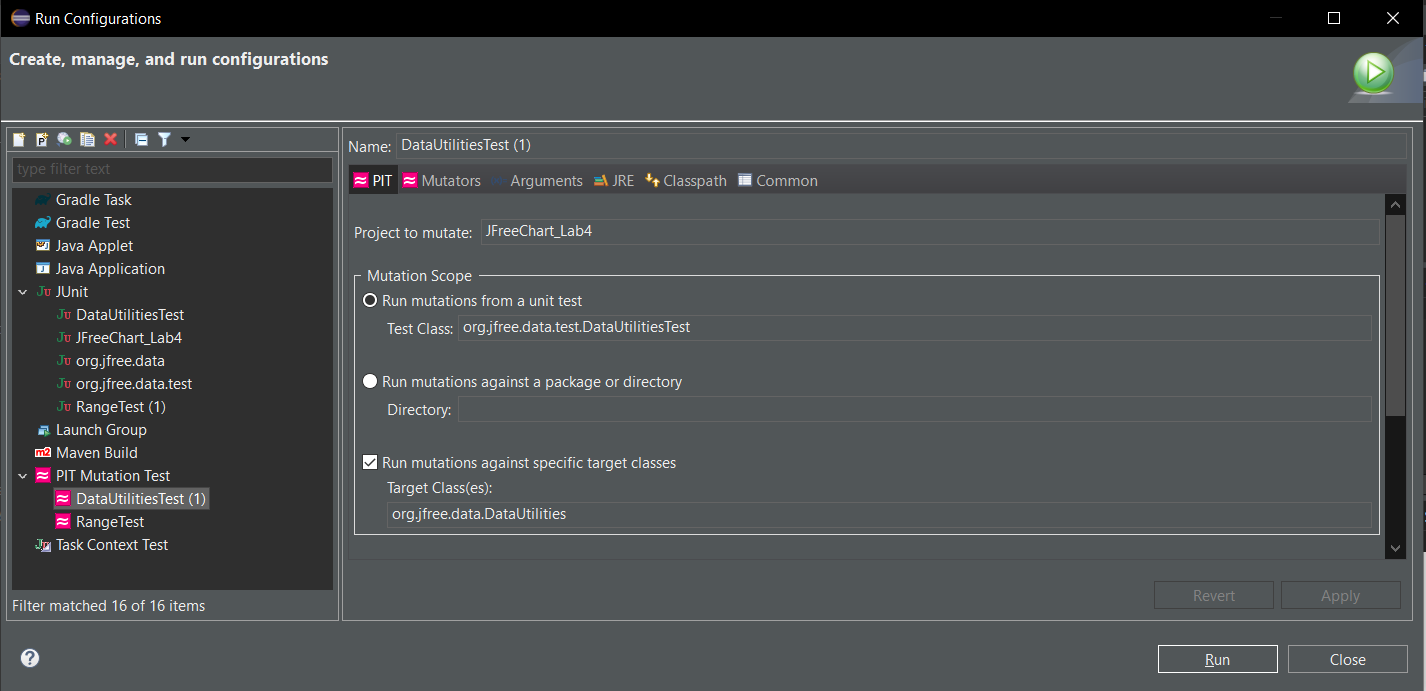 Run Configurations
Create, manage, and run configurations
type filter text
Gradle Task
Gradle Test
Java Applet
Java Application
JUnit
DataUtilitiesTest
JFreeChart_Lab4
org.jfree.data
org.jfree.data.test
RangeTest (1)
Launch Group
Maven Build
PIT Mutation Test
DataUtilitiesTest (1)
RangeTest
Task Context Test
Filter matched 16 of 16 items
Name: DataUtilitiesTest (1)
PIT Mutators Arguments JRE Classpath Common
Project to mutate: JFreeChart_Lab4
Mutation Scope
Run mutations from a unit test
Test Class: org.jfree.data.test.DataUtilitiesTest
Run mutations against a package or directory
Directory:
Run mutations against specific target classes
Target Class(es):
org.jfree.data.DataUtilities
Revert Apply
Run Close